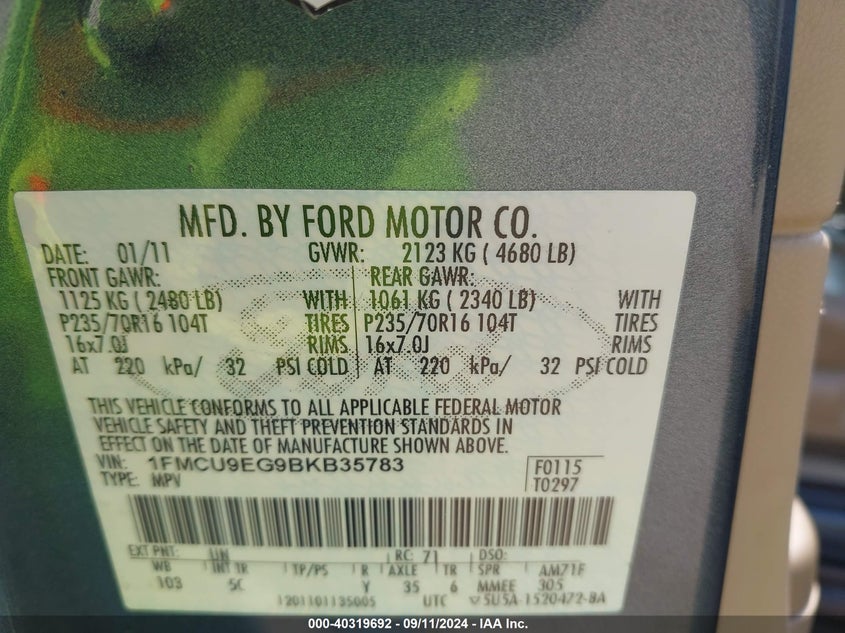 MFD. BY FORD MOTOR CO.
DATE: 01/11 GVWR: 2123 KG ( 4680 LB)
FRONT GAWR: REAR GAWR:
1125 KG ( 2480 LB) WITH 1061 KG ( 2340 LB) WITH
P235/70R16 104T TIRES P235/70R16 104T TIRES
16x7.0J RIMS 16x7.0J RIMS
AT 220 kPa/ 32 PSI COLD AT 220 kPa/ 32 PSI COLD
THIS VEHICLE CONFORMS TO ALL APPLICABLE FEDERAL MOTOR
VEHICLE SAFETY AND THEFT PREVENTION STANDARDS IN
EFFECT ON THE DATE OF MANUFACTURE SHOWN ABOVE.
VIN: 1FMCU9EG9BKB35783 F0115
TYPE: MPV T0297
EXT PNT: UN RC: 71 DSO:
WB INT TR TP/PS R AXLE TR SPR AM71F
103 5C Y 35 6 MMEE 305
1201101135005 UTC 5U5A-1520472-BA
000-40319692 - 09/11/2024 - IAA Inc.